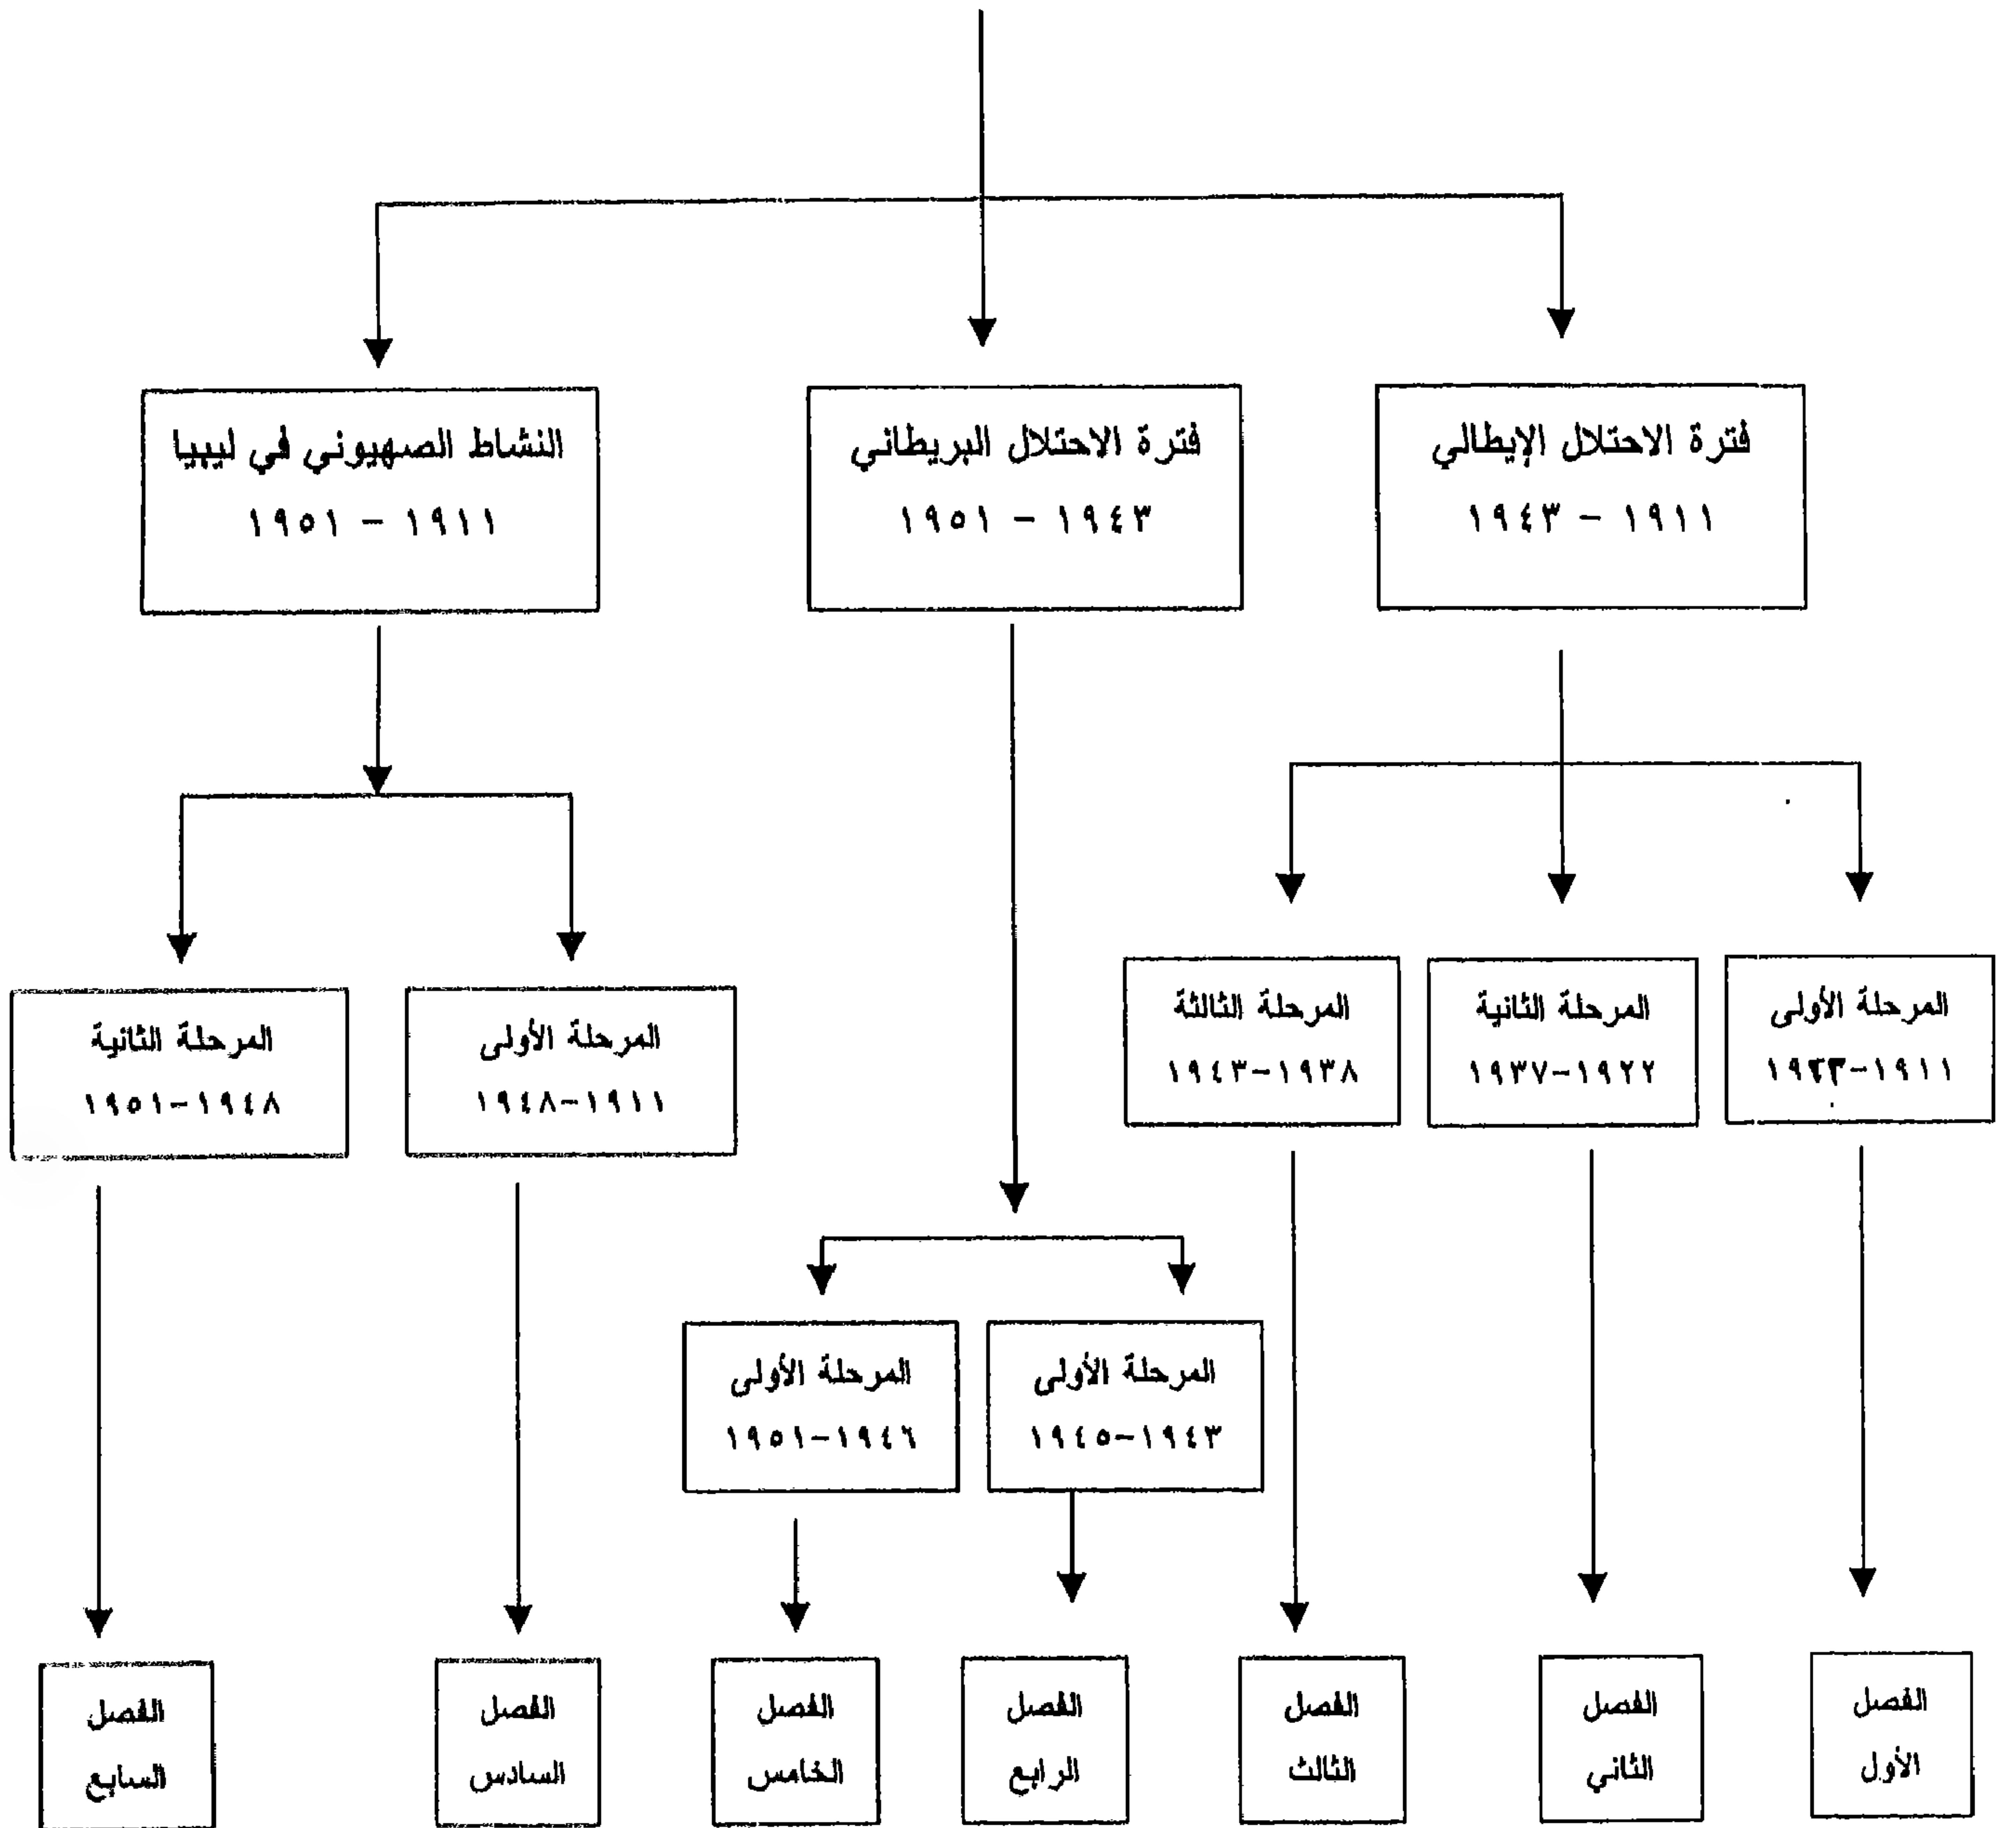 فترة الاحتلال الإيطالي
١٩١١ – ١٩٤٣
فترة الاحتلال البريطاني
١٩٤٣ – ١٩٥١
النشاط الصهيوني في ليبيا
١٩١١ – ١٩٥١
المرحلة الأولى
١٩١١–
المرحلة الثانية
١٩٢٢–١٩٣٧
المرحلة الثالثة
١٩٣٨–١٩٤٣
المرحلة الأولى
١٩١١–١٩٤٨
المرحلة الثانية
١٩٤٨–١٩٥١
المرحلة الأولى
١٩٤٣–١٩٤٥
المرحلة الأولى
١٩٤٦–١٩٥١
الفصل
الأول
الفصل
الثاني
الفصل
الثالث
الفصل
الرابع
الفصل
الخامس
الفصل
السادس
الفصل
السابع